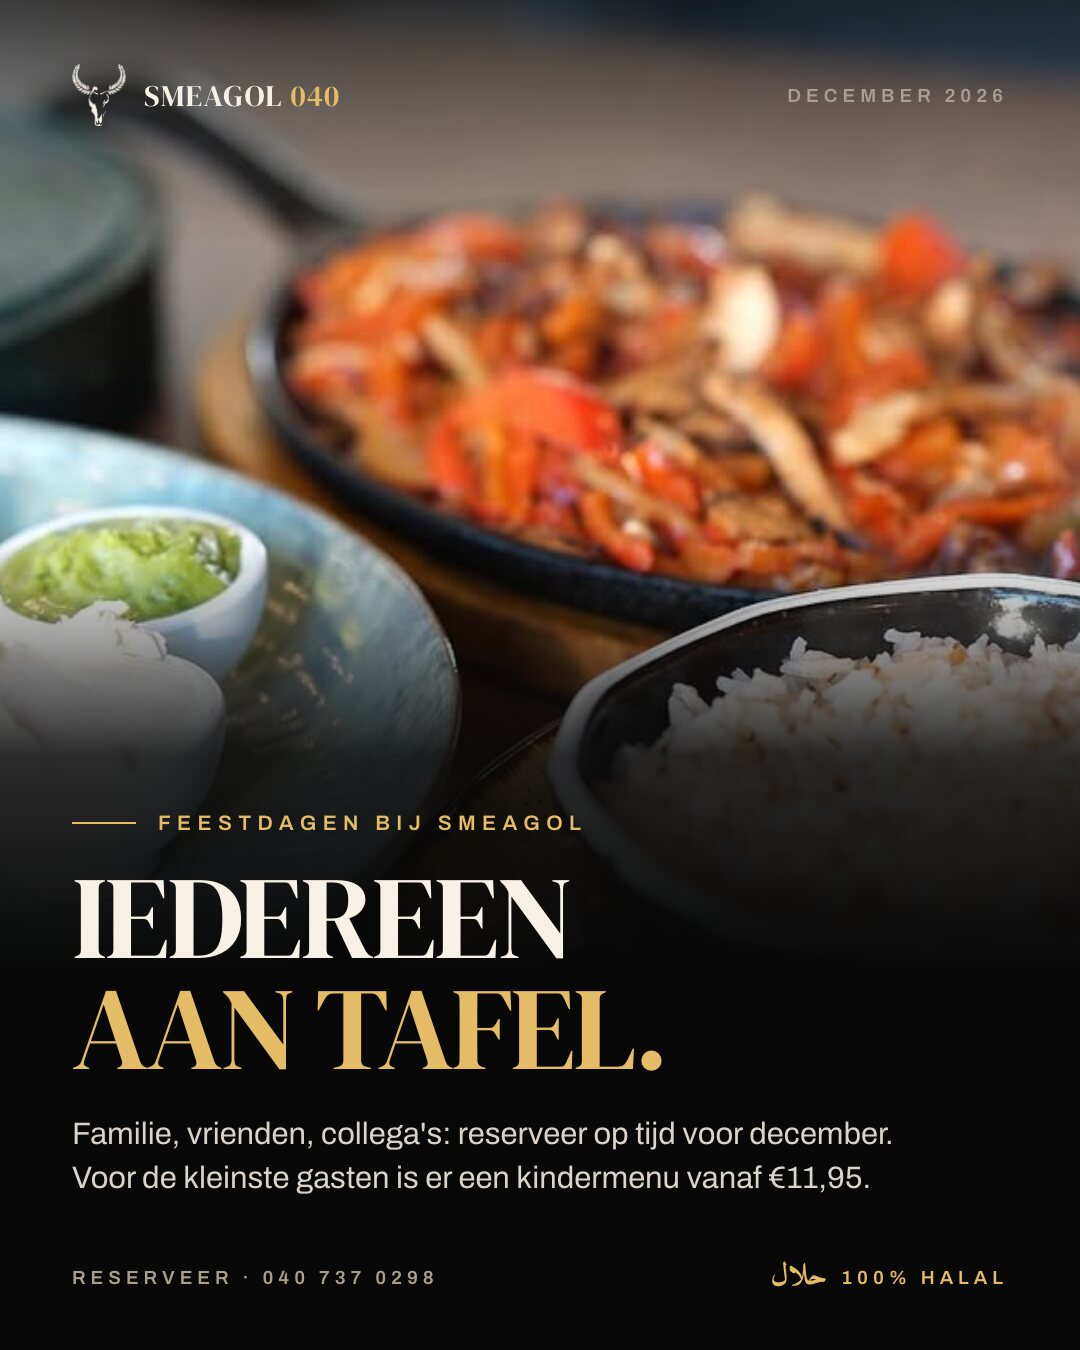 SMEAGOL 040
DECEMBER 2026
FEESTDAGEN BIJ SMEAGOL
IEDEREEN
AAN TAFEL.
Familie, vrienden, collega's: reserveer op tijd voor december.
Voor de kleinste gasten is er een kindermenu vanaf €11,95.
RESERVEER · 040 737 0298
حلال 100% HALAL